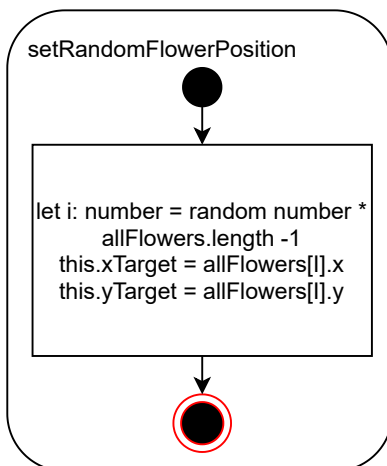 setRandomFlowerPosition
let i: number = random number *
allFlowers.length -1
this.xTarget = allFlowers[I].x
this.yTarget = allFlowers[I].y